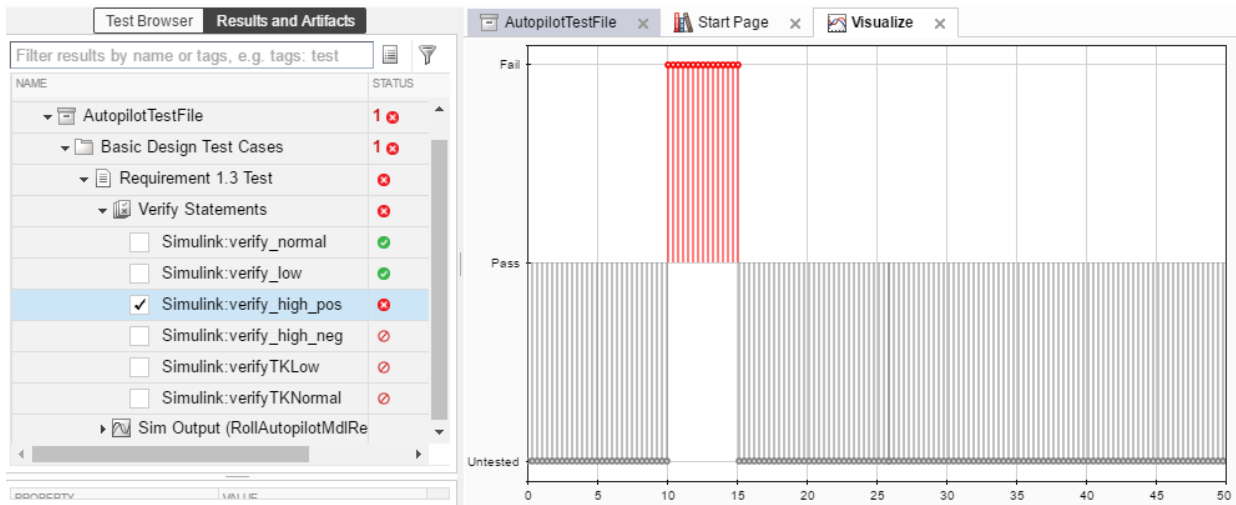 Test Browser Results and Artifacts
Filter results by name or tags, e.g. tags: test
NAME STATUS
AutopilotTestFile 1
Basic Design Test Cases 1
Requirement 1.3 Test
Verify Statements
Simulink:verify_normal
Simulink:verify_low
Simulink:verify_high_pos
Simulink:verify_high_neg
Simulink:verifyTKLow
Simulink:verifyTKNormal
Sim Output (RollAutopilotMdlRe
PROPERTY VALUE
AutopilotTestFile Start Page Visualize
Fail
Pass
Untested
0 5 10 15 20 25 30 35 40 45 50